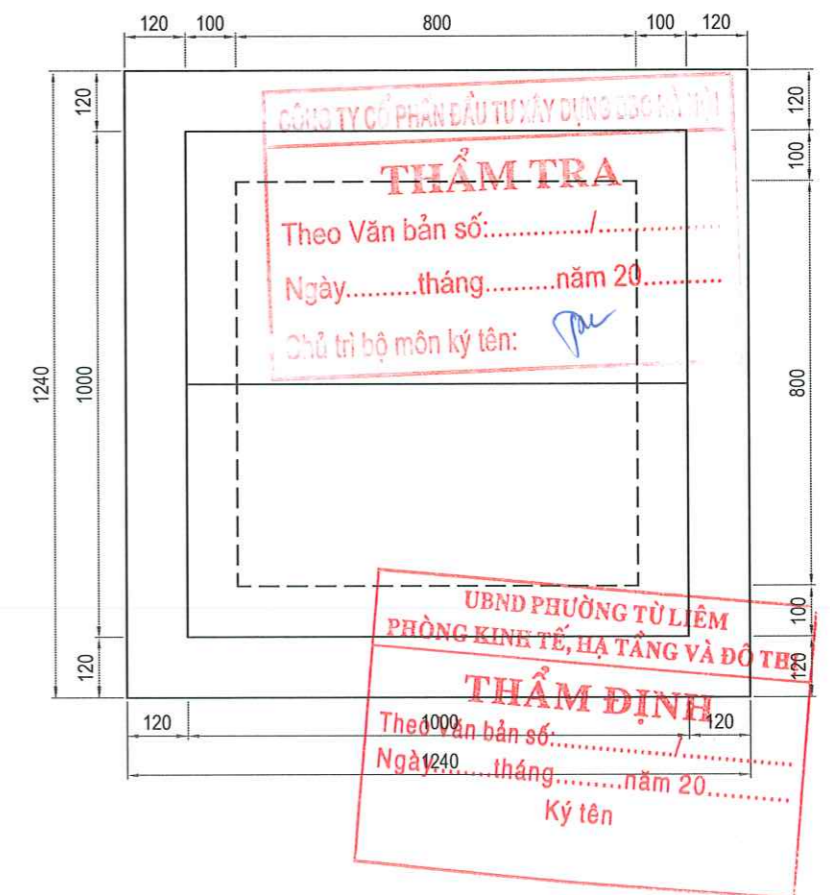 120 100 800 100 120
120
1000
120
1240
120
100
800
100
120
CÔNG TY CỔ PHẦN ĐẦU TƯ XÂY DỰNG
THẨM TRA
Theo Văn bản số:............../..................
Ngày..........tháng..........năm 20...........
Chủ trì bộ môn ký tên:
UBND PHƯỜNG TỪ LIÊM
PHÒNG KINH TẾ, HẠ TẦNG VÀ ĐÔ THỊ
THẨM ĐỊNH
Theo Văn bản số:................/.............
Ngày........tháng..........năm 20...........
Ký tên
120 1000 120
1240